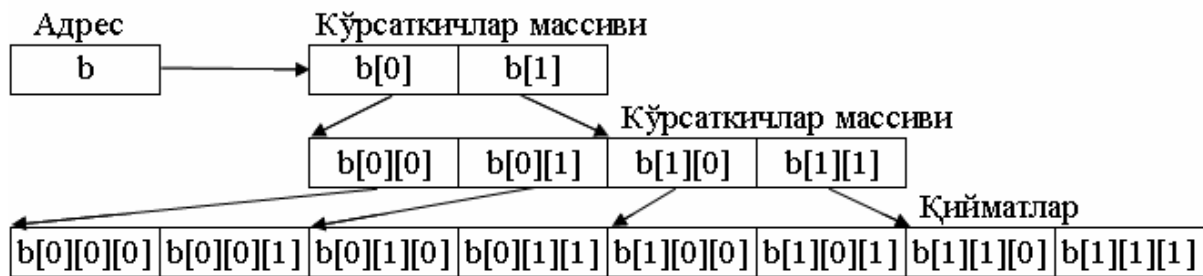 Адрес Кўрсаткичлар массиви
b b[0] b[1]
Кўрсаткичлар массиви
b[0][0] b[0][1] b[1][0] b[1][1]
Қийматлар
b[0][0][0] b[0][0][1] b[0][1][0] b[0][1][1] b[1][0][0] b[1][0][1] b[1][1][0] b[1][1][1]